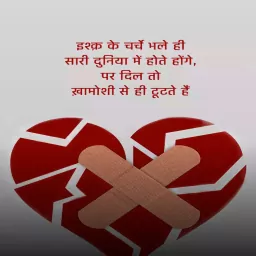 इश्क़ के चर्चे भले ही
सारी दुनिया में होते होंगे,
पर दिल तो
ख़ामोशी से ही टूटते हैं